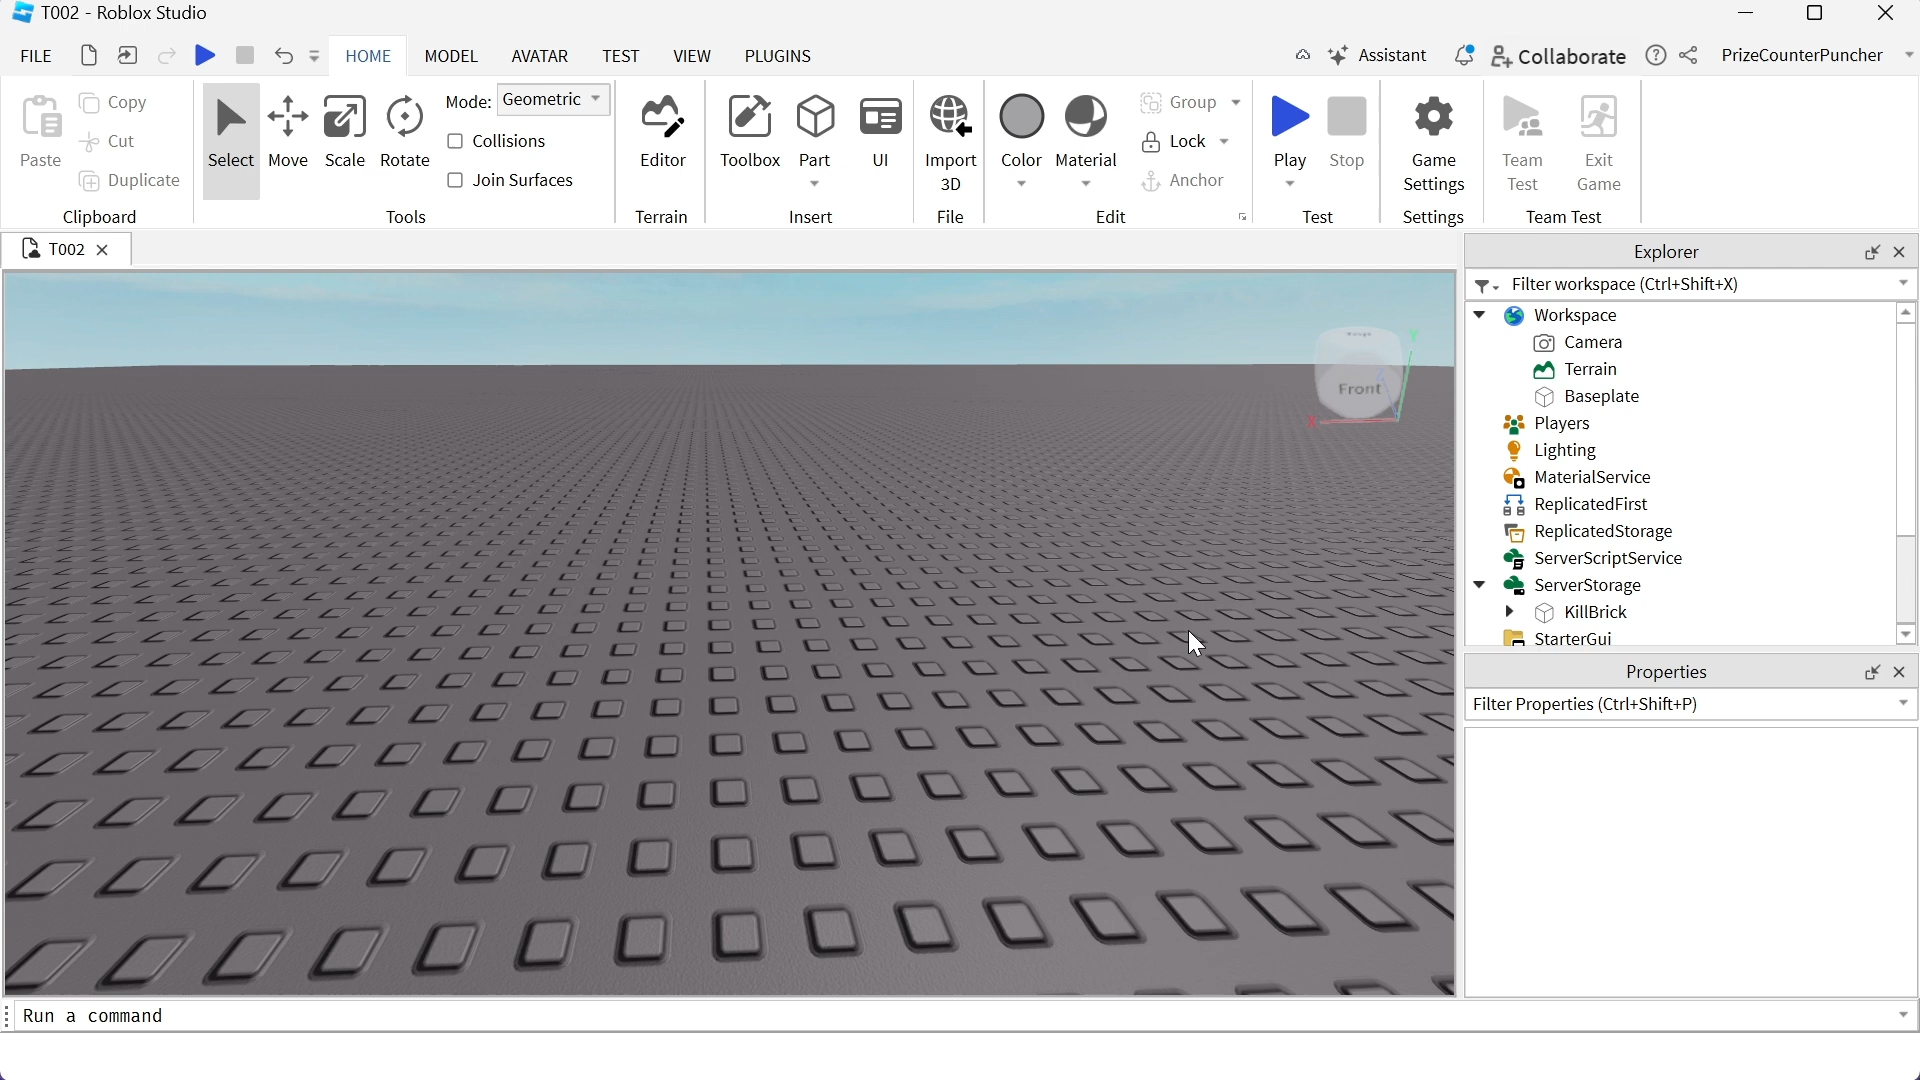 T002 - Roblox Studio
FILE HOME MODEL AVATAR TEST VIEW PLUGINS Assistant Collaborate PrizeCounterPuncher
Paste Copy Cut Duplicate
Clipboard
Select Move Scale Rotate Mode: Geometric
Collisions
Join Surfaces
Tools
Editor
Terrain
Toolbox Part UI
Insert
Import
3D
File
Color Material Group
Lock
Anchor
Edit
Play Stop
Test
Game
Settings
Settings
Team
Test
Exit
Game
Team Test
T002
Front
X
Explorer
Filter workspace (Ctrl+Shift+X)
Workspace
Camera
Terrain
Baseplate
Players
Lighting
MaterialService
ReplicatedFirst
ReplicatedStorage
ServerScriptService
ServerStorage
KillBrick
StarterGui
Properties
Filter Properties (Ctrl+Shift+P)
Run a command